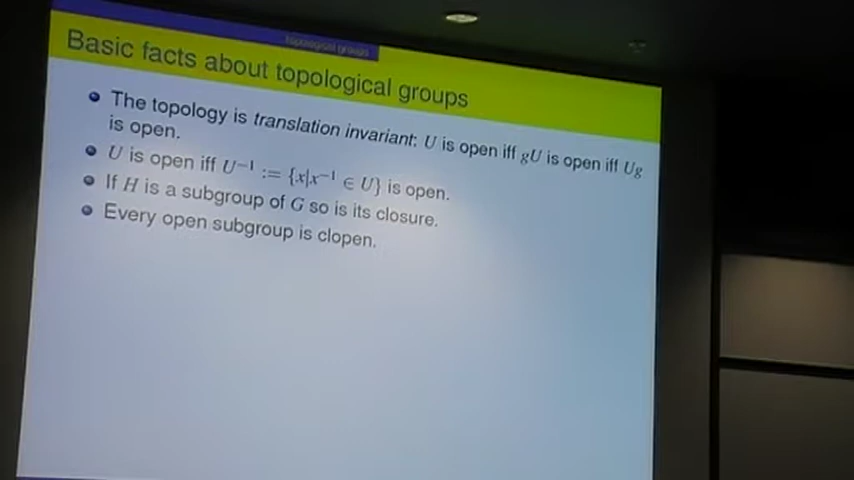 Topological groups
Basic facts about topological groups
The topology is translation invariant: U is open iff gU is open iff Ug
is open.
U is open iff U⁻¹ := {x|x⁻¹ ∈ U} is open.
If H is a subgroup of G so is its closure.
Every open subgroup is clopen.